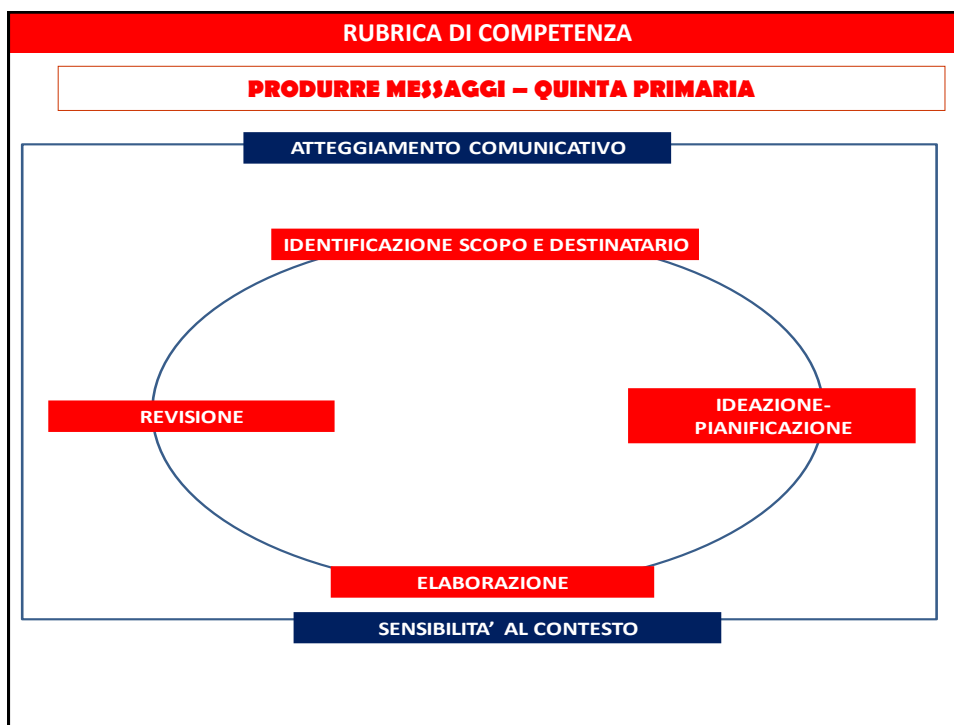 RUBRICA DI COMPETENZA
PRODURRE MESSAGGI – QUINTA PRIMARIA
ATTEGGIAMENTO COMUNICATIVO
IDENTIFICAZIONE SCOPO E DESTINATARIO
REVISIONE
IDEAZIONE-
PIANIFICAZIONE
ELABORAZIONE
SENSIBILITA’ AL CONTESTO